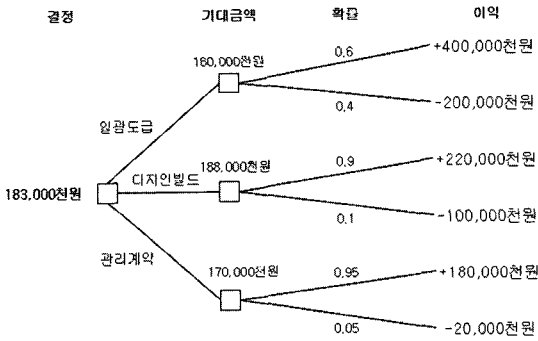 결정 기대금액 확률 이익
160,000천원
0.6
+400,000천원
0.4
-200,000천원
일괄도급
183,000천원
디자인빌드
188,000천원
0.9
+220,000천원
0.1
-100,000천원
관리계약
170,000천원
0.95
+180,000천원
0.05
-20,000천원